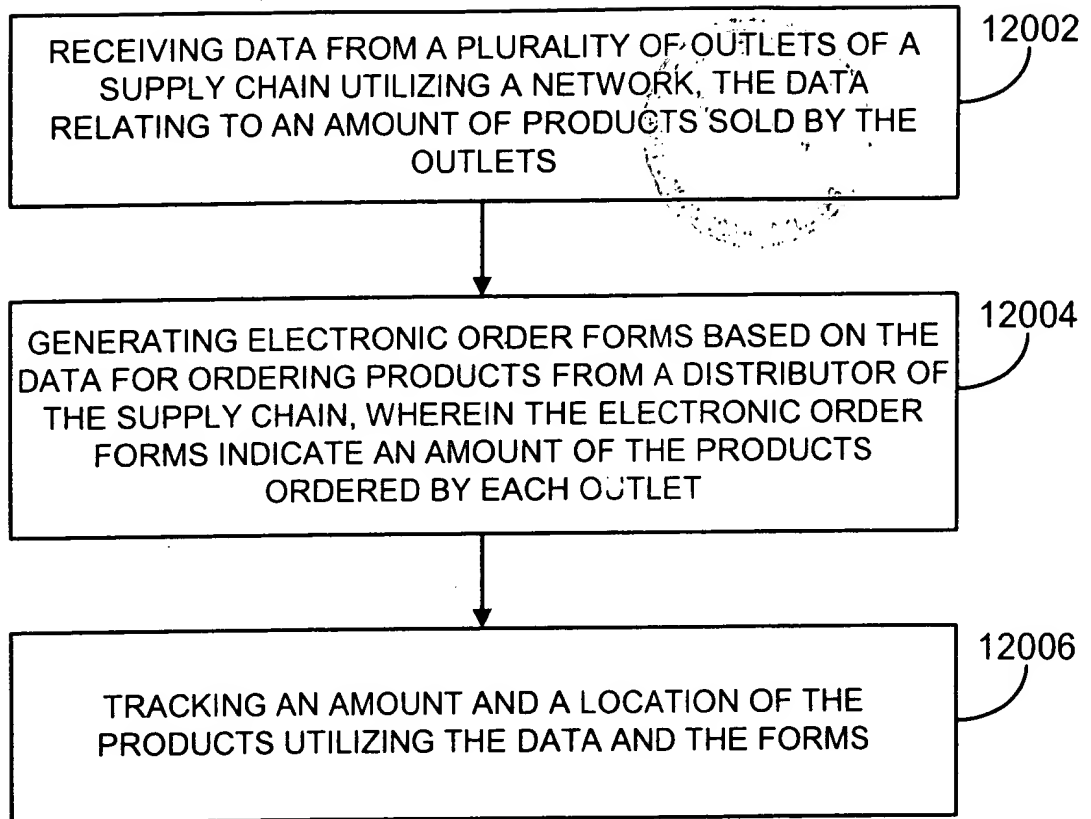 RECEIVING DATA FROM A PLURALITY OF OUTLETS OF A
SUPPLY CHAIN UTILIZING A NETWORK, THE DATA
RELATING TO AN AMOUNT OF PRODUCTS SOLD BY THE
OUTLETS
12002
GENERATING ELECTRONIC ORDER FORMS BASED ON THE
DATA FOR ORDERING PRODUCTS FROM A DISTRIBUTOR OF
THE SUPPLY CHAIN, WHEREIN THE ELECTRONIC ORDER
FORMS INDICATE AN AMOUNT OF THE PRODUCTS
ORDERED BY EACH OUTLET
12004
TRACKING AN AMOUNT AND A LOCATION OF THE
PRODUCTS UTILIZING THE DATA AND THE FORMS
12006